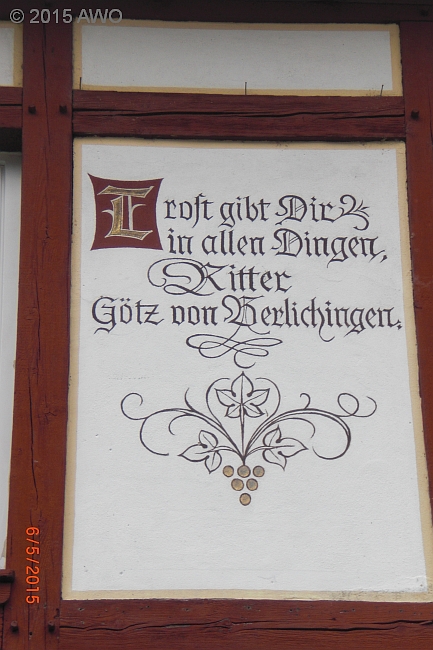 © 2015 AWO
Trost gibt Dir
in allen Dingen,
Ritter
Götz von Berlichingen.
6/5/2015